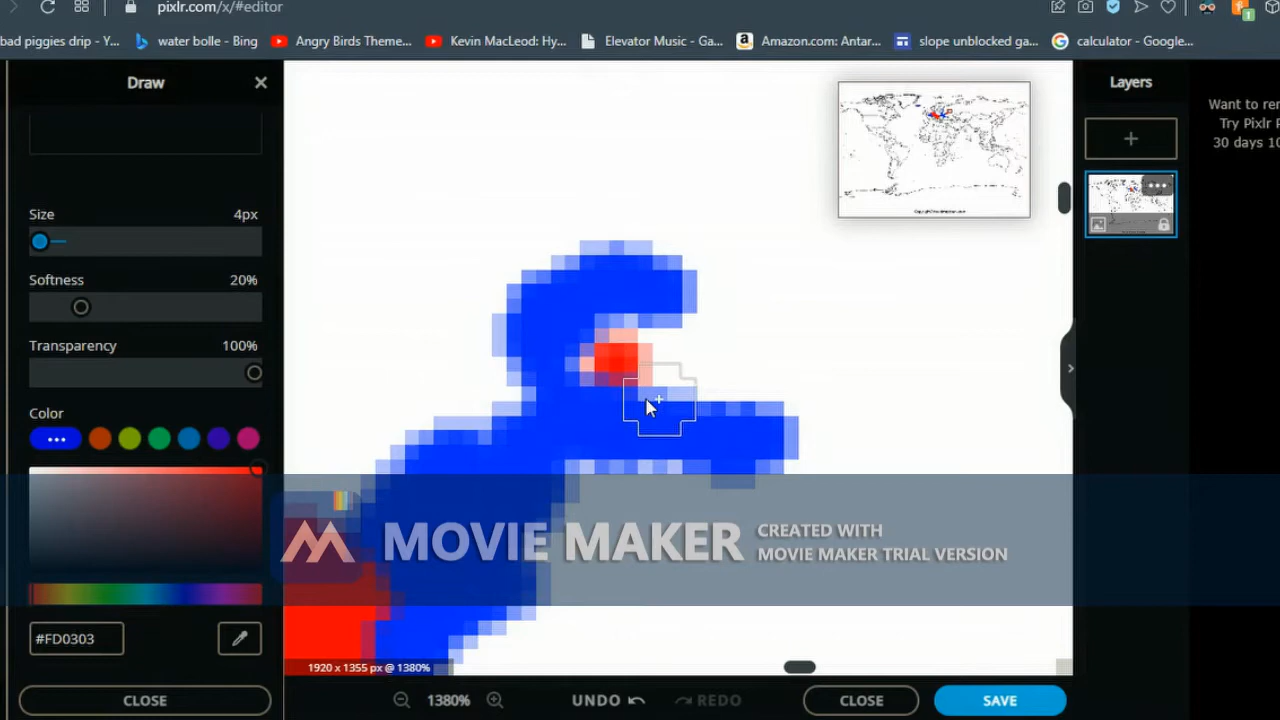 pixlr.com/x/#editor
bad piggies drip - Y...
water bolle - Bing
Angry Birds Theme...
Kevin MacLeod: Hy...
Elevator Music - Ga...
Amazon.com: Antar...
slope unblocked ga...
calculator - Google...
Draw
Layers
Want to
Try Pixlr
30 days
Size 4px
Softness 20%
Transparency 100%
Color
MOVIE MAKER
CREATED WITH
MOVIE MAKER TRIAL VERSION
#FD0303
1920 x 1355 px @ 1380%
CLOSE
1380%
UNDO
REDO
CLOSE
SAVE